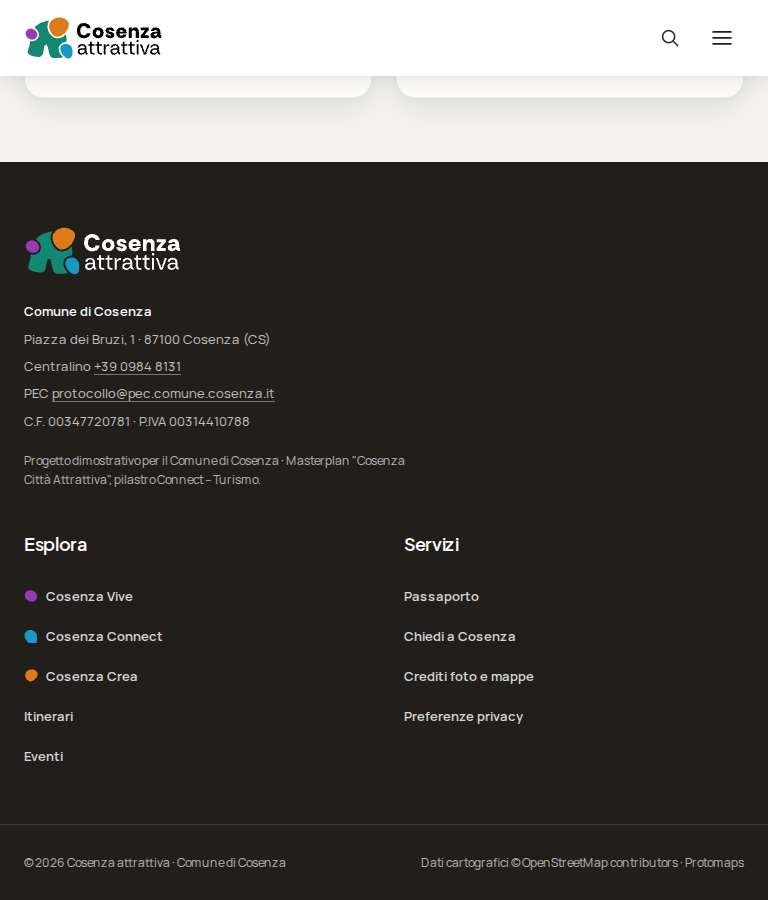 Cosenza
attrattiva
Cosenza
attrattiva
Comune di Cosenza
Piazza dei Bruzi, 1 · 87100 Cosenza (CS)
Centralino +39 0984 8131
PEC protocollo@pec.comune.cosenza.it
C.F. 00347720781 · P.IVA 00314410788
Progetto dimostrativo per il Comune di Cosenza · Masterplan "Cosenza
Città Attrattiva", pilastro Connect – Turismo.
Esplora
Cosenza Vive
Cosenza Connect
Cosenza Crea
Itinerari
Eventi
Servizi
Passaporto
Chiedi a Cosenza
Crediti foto e mappe
Preferenze privacy
© 2026 Cosenza attrattiva · Comune di Cosenza
Dati cartografici © OpenStreetMap contributors · Protomaps